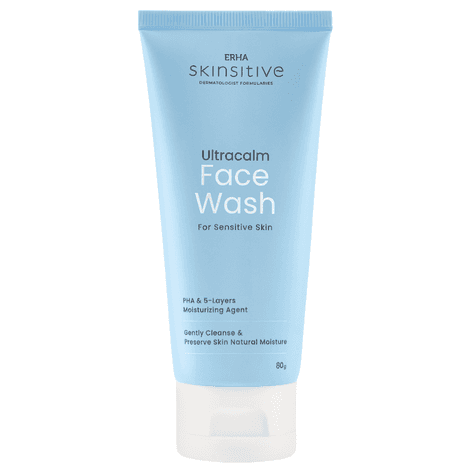 ERHA
SKINSITIVE
DERMATOLOGIST FORMULARIES
Ultracalm
Face
Wash
For Sensitive Skin
PHA & 5-Layers
Moisturizing Agent
Gently Cleanse &
Preserve Skin Natural Moisture
80g